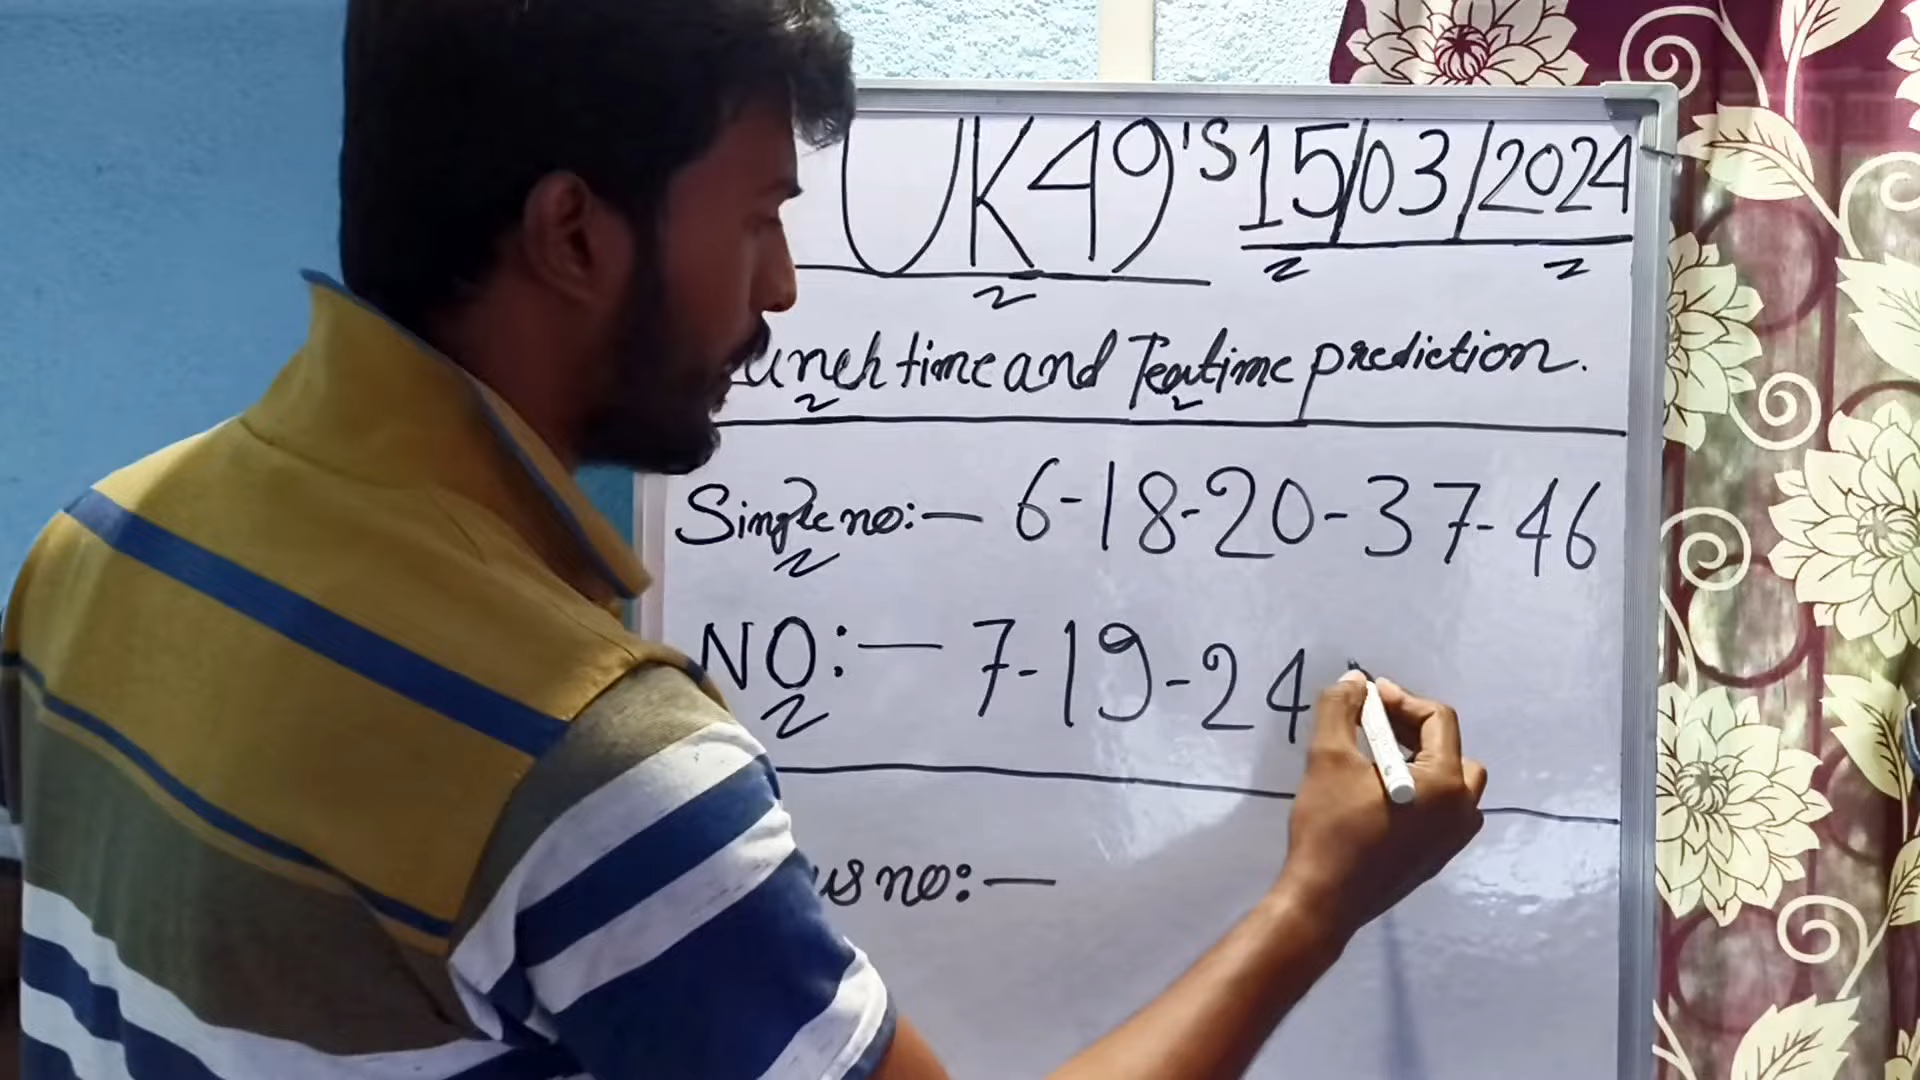 UK49's 15/03/2024
unch time and Teatime prediction.
Single no:- 6-18-20-37-46
NO:- 7-19-24
us no:-